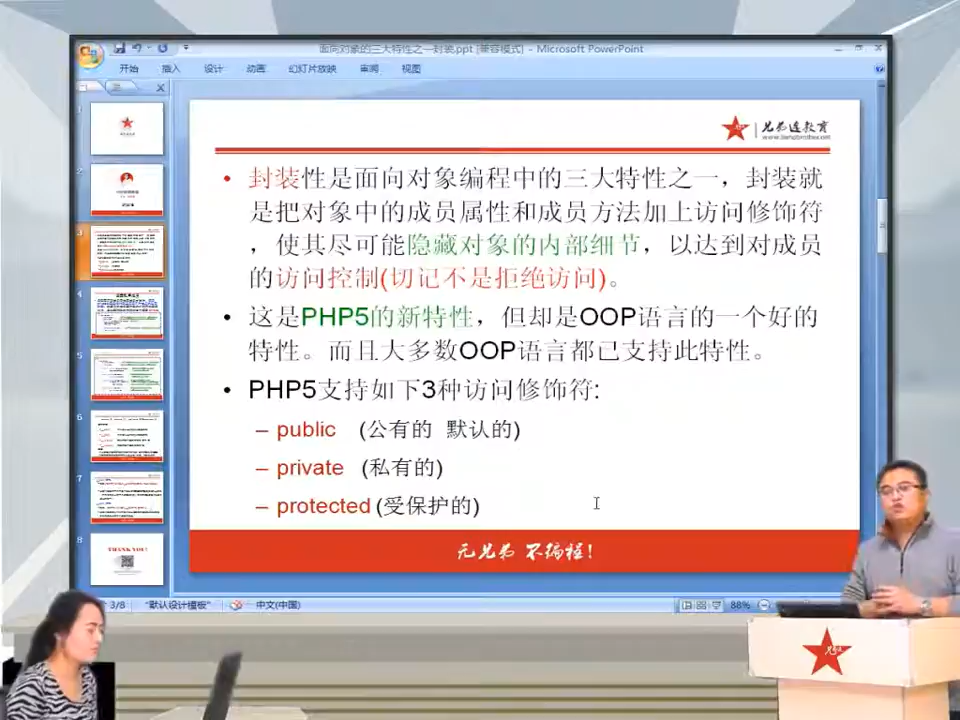 面向对象的三大特性之一封装.ppt [兼容模式] - Microsoft PowerPoint
开始 插入 设计 动画 幻灯片放映 审阅 视图
兄弟连教育
封装性是面向对象编程中的三大特性之一，封装就
是把对象中的成员属性和成员方法加上访问修饰符
，使其尽可能隐藏对象的内部细节，以达到对成员
的访问控制(切记不是拒绝访问)。
这是PHP5的新特性，但却是OOP语言的一个好的
特性。而且大多数OOP语言都已支持此特性。
PHP5支持如下3种访问修饰符:
– public (公有的 默认的)
– private (私有的)
– protected (受保护的)
无兄弟 不编程!
THANK YOU!
3/8 "默认设计模板" 中文(中国) 88%